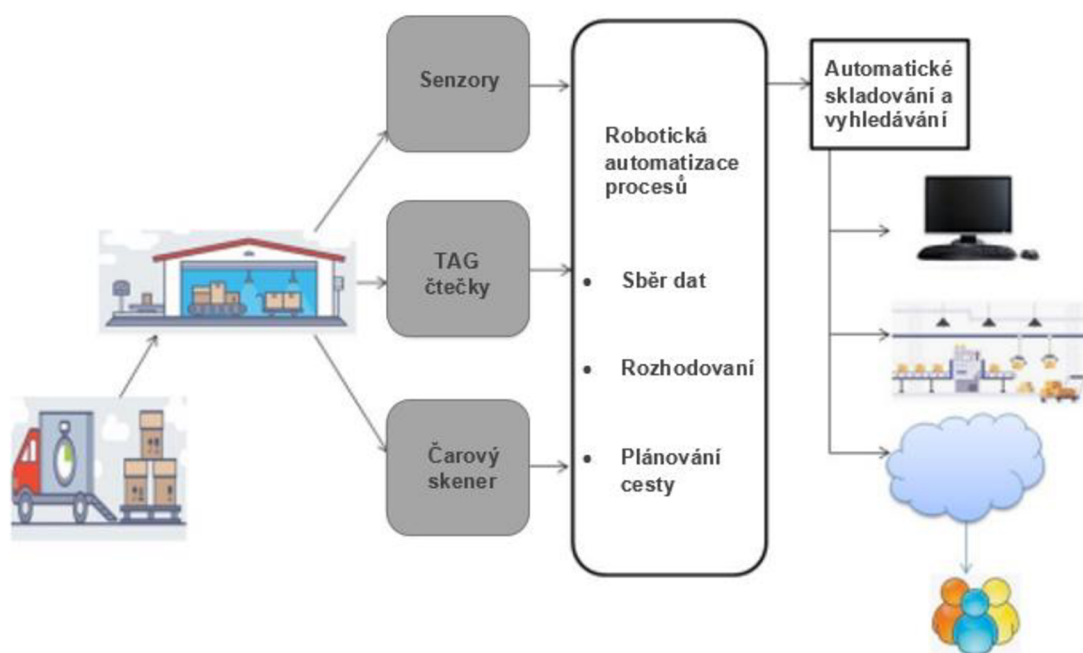 Senzory
TAG
čtečky
Čarový
skener
Robotická
automatizace
procesů
• Sběr dat
• Rozhodovaní
• Plánování
cesty
Automatické
skladování a
vyhledávání